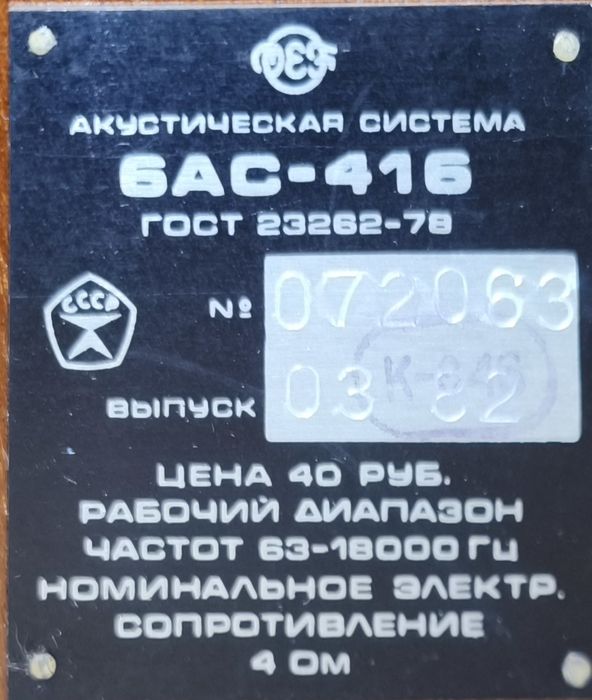 АКУСТИЧЕСКАЯ СИСТЕМА
6АС-416
ГОСТ 23262-78
СССР
№ 072063
ВЫПУСК 03 82
ЦЕНА 40 РУБ.
РАБОЧИЙ ДИАПАЗОН
ЧАСТОТ 63-18000 Гц
НОМИНАЛЬНОЕ ЭЛЕКТР.
СОПРОТИВЛЕНИЕ
4 ОМ